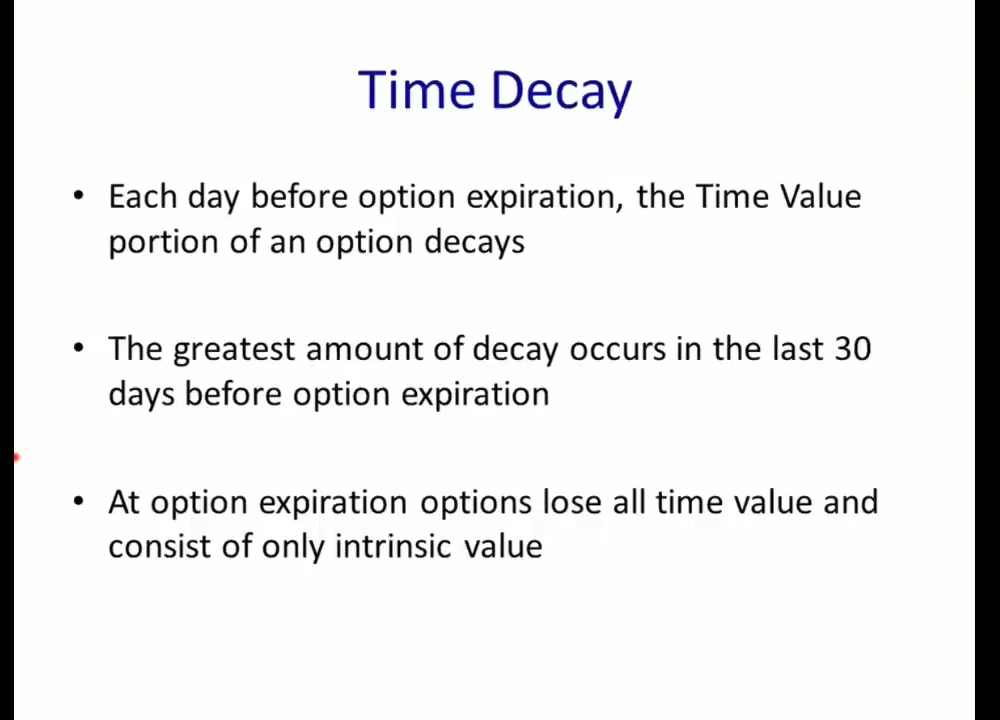 Time Decay
• Each day before option expiration, the Time Value
portion of an option decays
• The greatest amount of decay occurs in the last 30
days before option expiration
• At option expiration options lose all time value and
consist of only intrinsic value